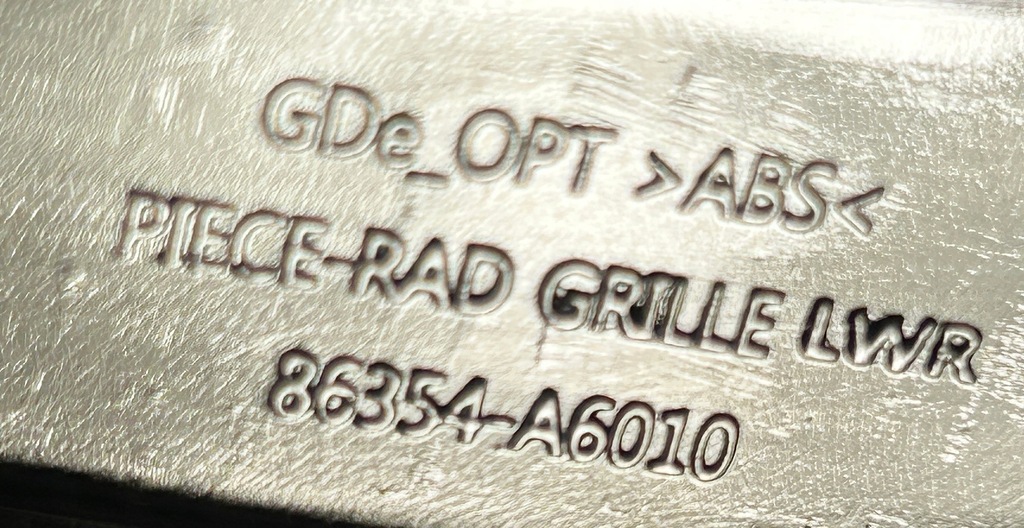 GDe_OPT >ABS<
PIECE-RAD GRILLE LWR
86354-A6010